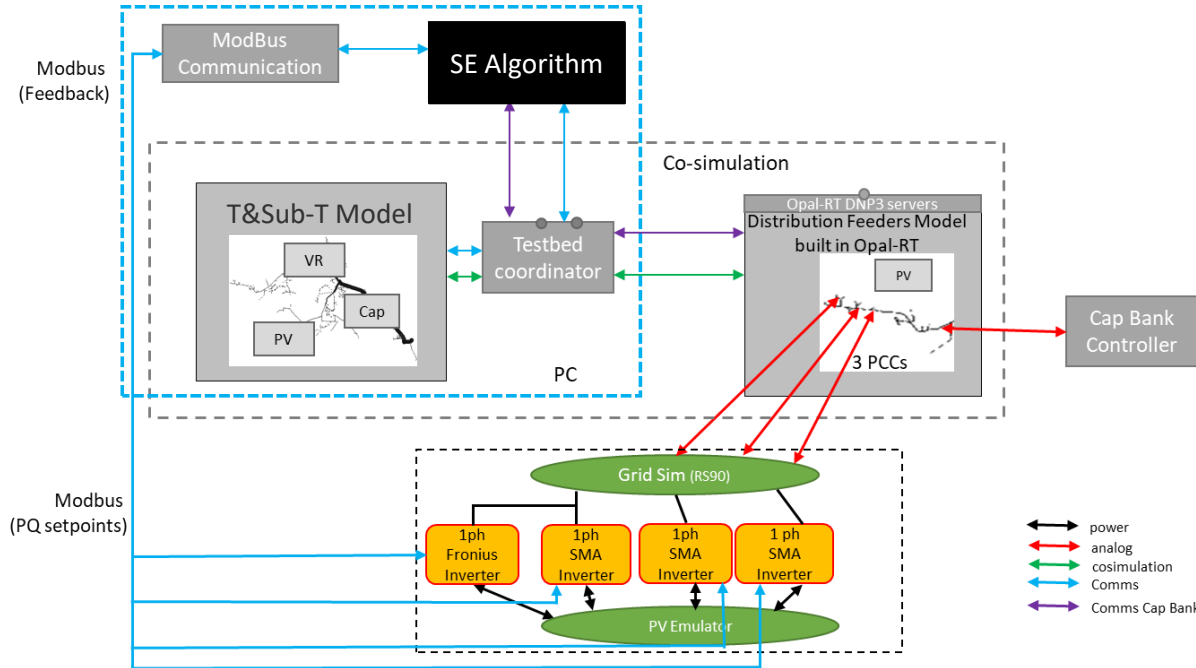 ModBus
Communication
SE Algorithm
Modbus
(Feedback)
Co-simulation
T&Sub-T Model
VR
Cap
PV
Testbed
coordinator
Opal-RT DNP3 servers
Distribution Feeders Model
built in Opal-RT
PV
3 PCCs
Cap Bank
Controller
PC
Grid Sim (RS90)
Modbus
(PQ setpoints)
1ph
Fronius
Inverter
1ph
SMA
Inverter
1ph
SMA
Inverter
1 ph
SMA
Inverter
PV Emulator
power
analog
cosimulation
Comms
Comms Cap Bank